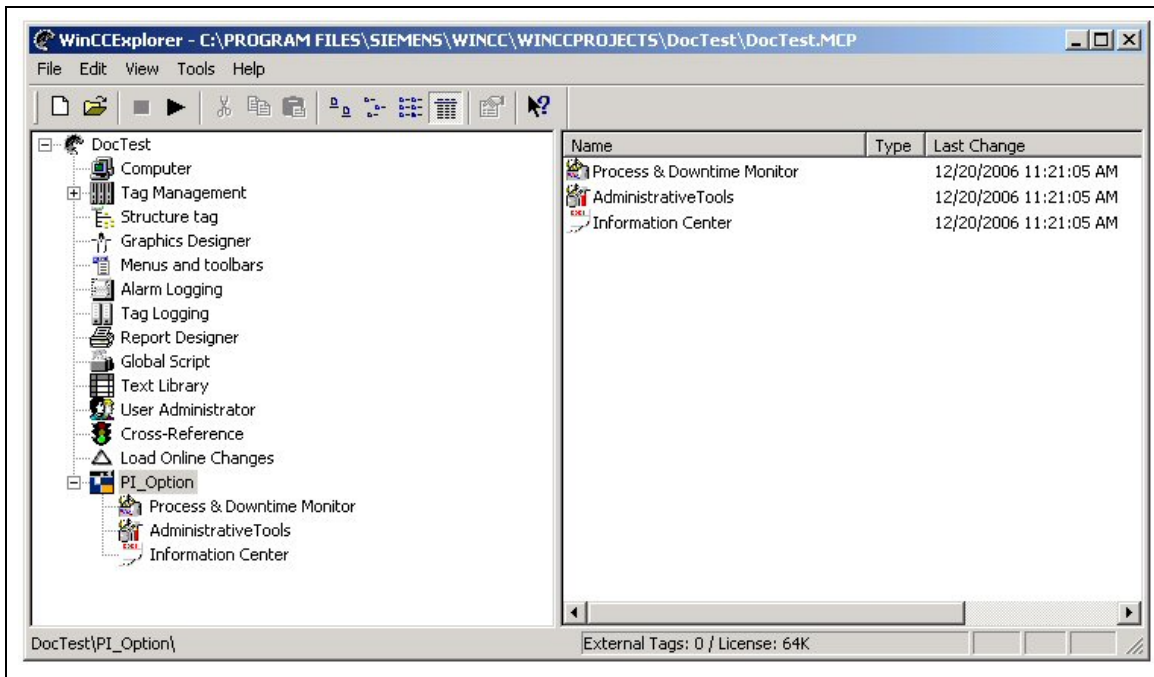 WinCCExplorer - C:\PROGRAM FILES\SIEMENS\WINCC\WINCCPROJECTS\DocTest\DocTest.MCP
File Edit View Tools Help
DocTest
Computer
Tag Management
Structure tag
Graphics Designer
Menus and toolbars
Alarm Logging
Tag Logging
Report Designer
Global Script
Text Library
User Administrator
Cross-Reference
Load Online Changes
PI_Option
Process & Downtime Monitor
AdministrativeTools
Information Center
Name Type Last Change
Process & Downtime Monitor 12/20/2006 11:21:05 AM
AdministrativeTools 12/20/2006 11:21:05 AM
Information Center 12/20/2006 11:21:05 AM
DocTest\PI_Option\ External Tags: 0 / License: 64K